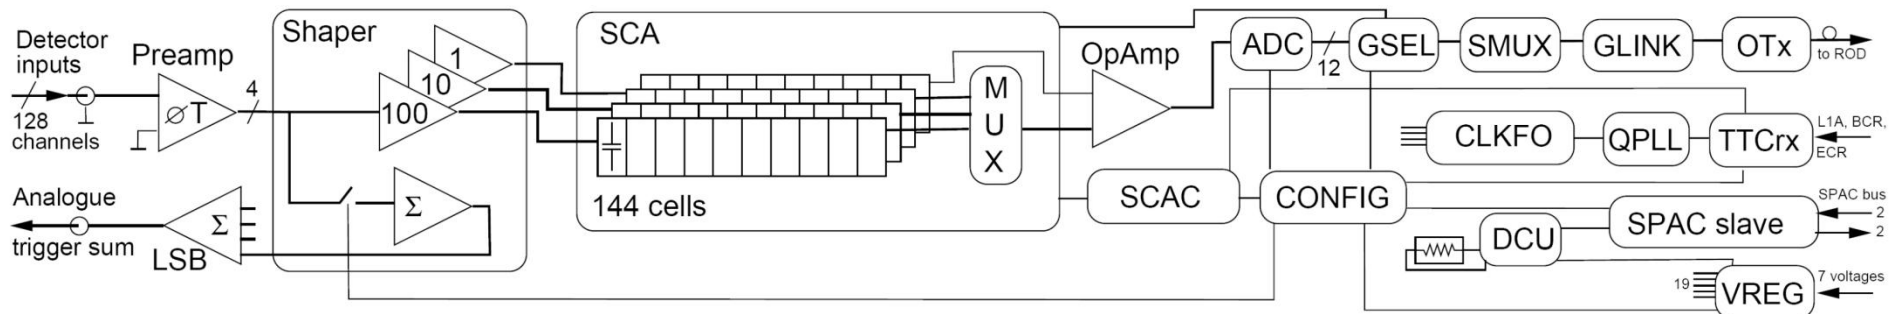 Detector
inputs
128
channels
Preamp
⌀T
4
Shaper
1
10
100
Σ
Analogue
trigger sum
Σ
LSB
SCA
144 cells
M
U
X
OpAmp
ADC
12
GSEL
SMUX
GLINK
OTx
to ROD
CLKFO
QPLL
TTCrx
L1A, BCR,
ECR
SCAC
CONFIG
SPAC bus
2
2
SPAC slave
DCU
19
VREG
7 voltages